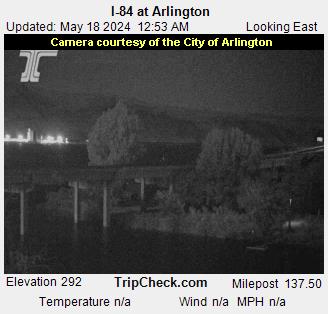 I-84 at Arlington
Updated: May 18 2024 12:53 AM Looking East
Camera courtesy of the City of Arlington
Elevation 292 TripCheck.com Milepost 137.50
Temperature n/a Wind n/a MPH n/a